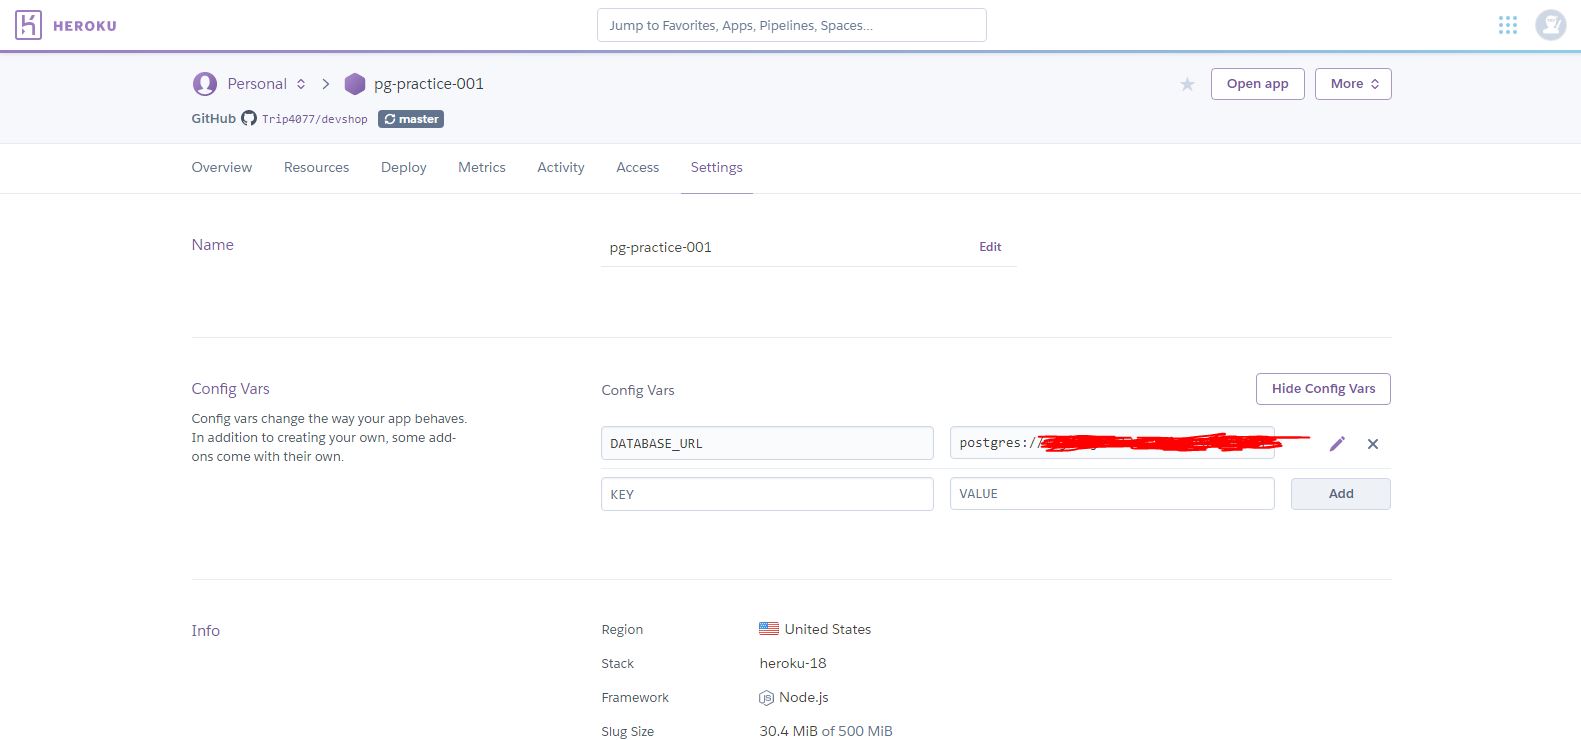 HEROKU
Jump to Favorites, Apps, Pipelines, Spaces...
Personal
pg-practice-001
Open app
More
GitHub Trip4077/devshop master
Overview Resources Deploy Metrics Activity Access Settings
Name
pg-practice-001
Edit
Config Vars
Config vars change the way your app behaves.
In addition to creating your own, some add-
ons come with their own.
Config Vars
Hide Config Vars
DATABASE_URL
postgres://
KEY
VALUE
Add
Info
Region United States
Stack heroku-18
Framework Node.js
Slug Size 30.4 MiB of 500 MiB